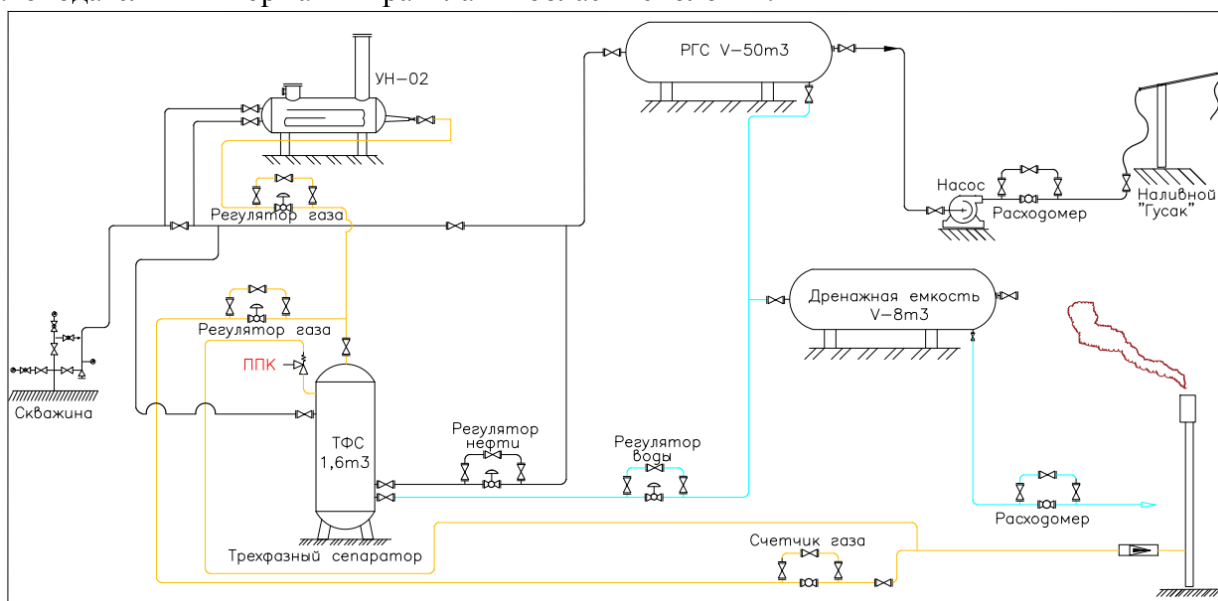 РГС V-50m3
УН-02
Регулятор газа
Насос
Расходомер
Наливной
"Гусак"
Дренажная емкость
V-8m3
Регулятор газа
ППК
Скважина
ТФС
1,6m3
Регулятор
нефти
Регулятор
воды
Расходомер
Трехфазный сепаратор
Счетчик газа